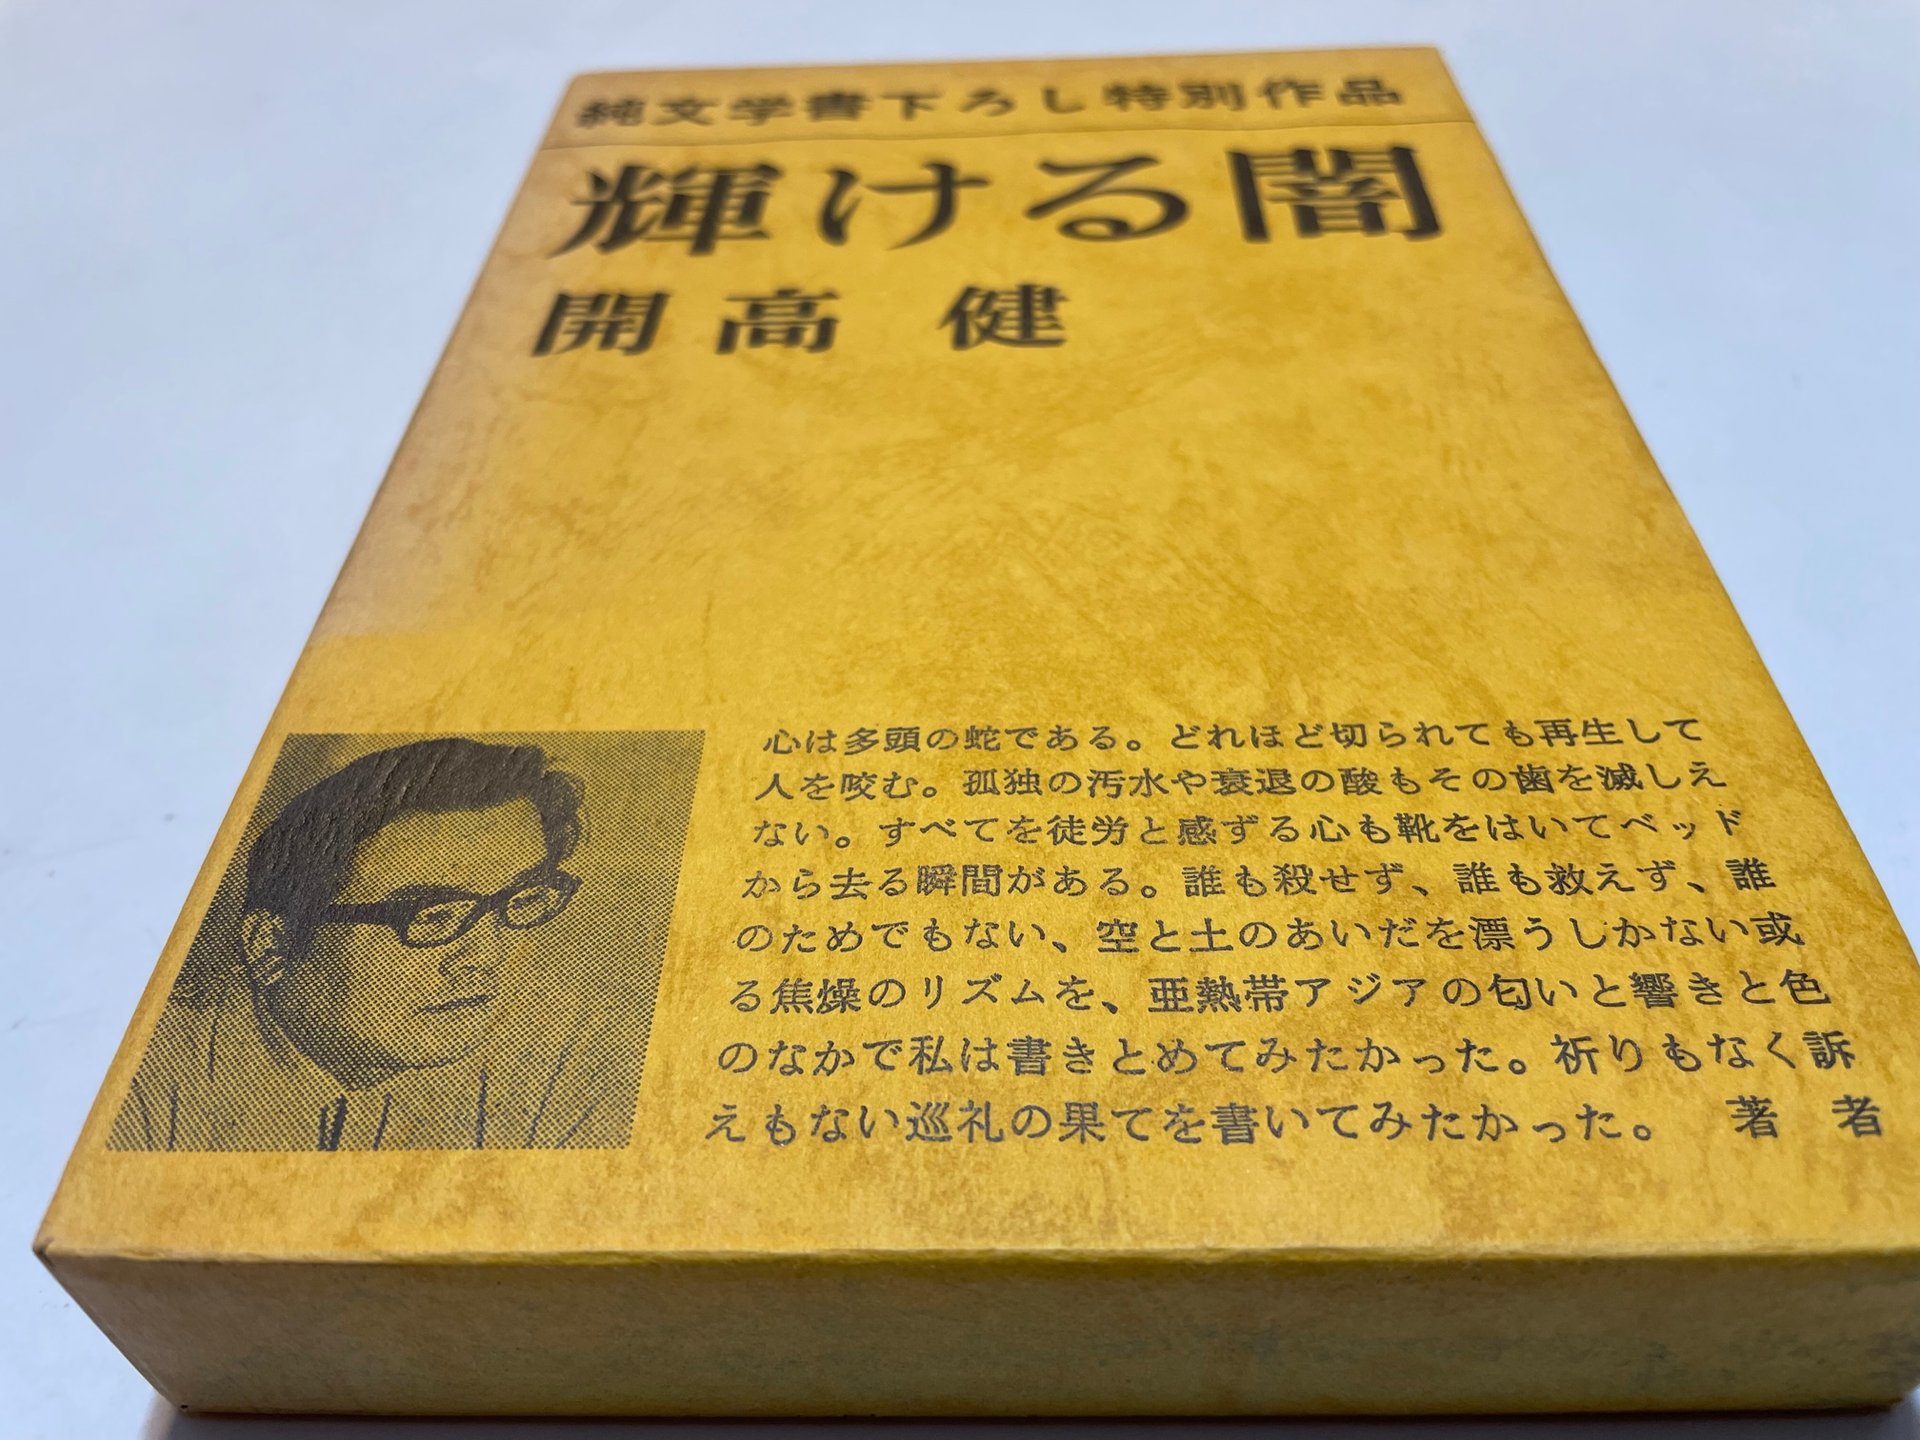 純文学書下ろし特別作品
輝ける闇
開高 健
心は多頭の蛇である。どれほど切られても再生して
人を咬む。孤独の汚水や衰退の酸もその歯を滅しえ
ない。すべてを徒労と感ずる心も靴をはいてベッド
から去る瞬間がある。誰も殺せず、誰も救えず、誰
のためでもない、空と土のあいだを漂うしかない或
る焦燥のリズムを、亜熱帯アジアの匂いと響きと色
のなかで私は書きとめてみたかった。祈りもなく訴
えもない巡礼の果てを書いてみたかった。 著 者